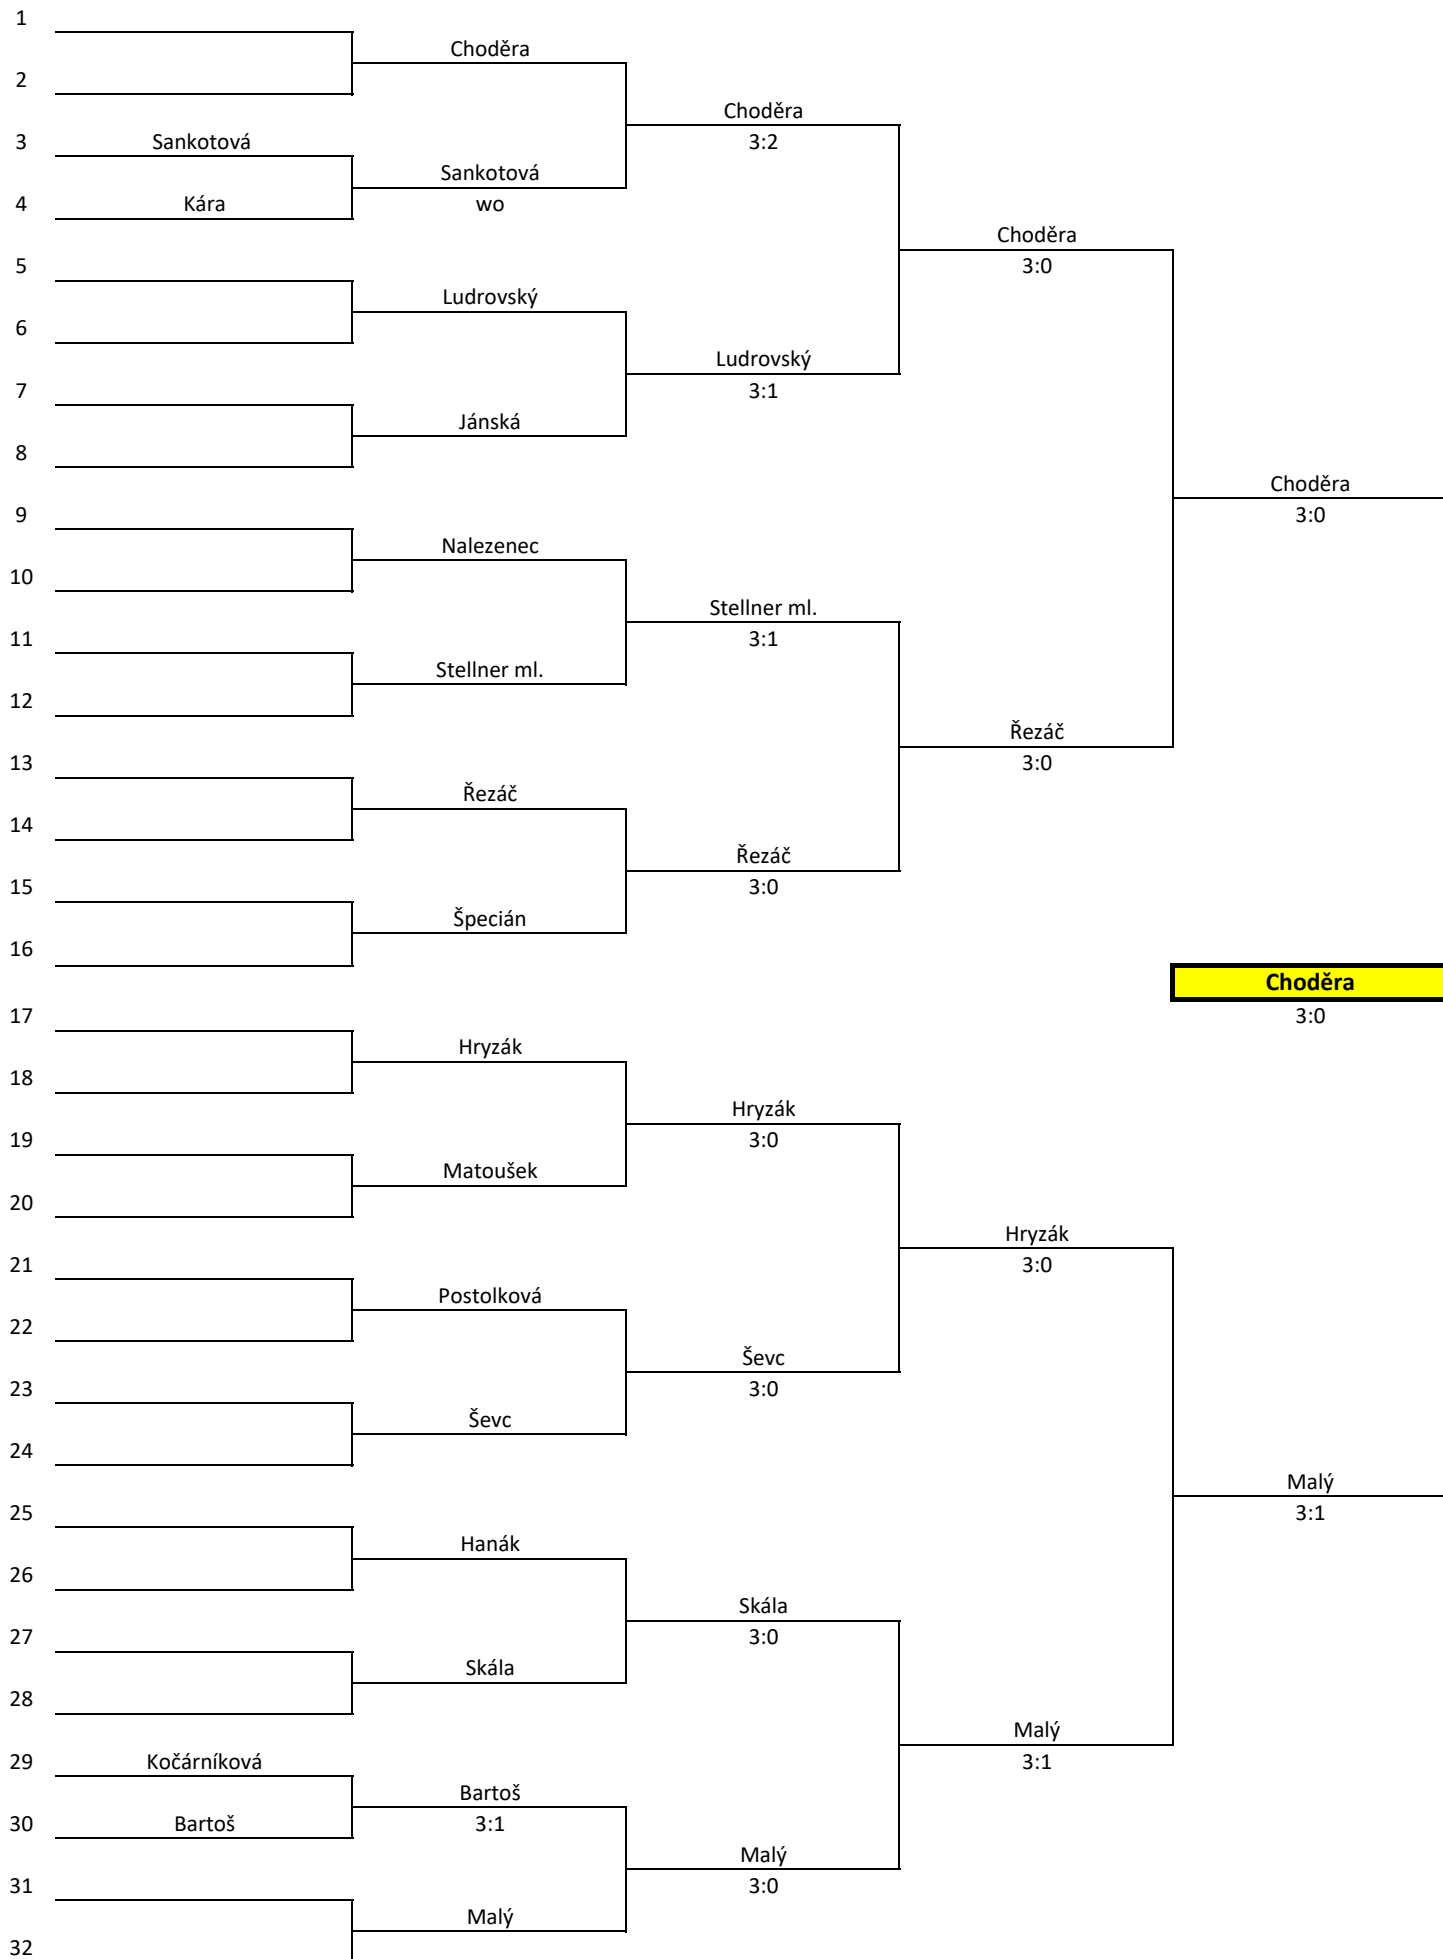 1
Choděra
2
Choděra
3 Sankotová 3:2
Sankotová
4 Kára wo
Choděra
5 3:0
Ludrovský
6
Ludrovský
7 3:1
Jánská
8
Choděra
9 3:0
Nalezenec
10
Stellner ml.
11 3:1
Stellner ml.
12
Řezáč
13 3:0
Řezáč
14
Řezáč
15 3:0
Špecián
16
Choděra
17 3:0
Hryzák
18
Hryzák
19 3:0
Matoušek
20
Hryzák
21 3:0
Postolková
22
Ševc
23 3:0
Ševc
24
Malý
25 3:1
Hanák
26
Skála
27 3:0
Skála
28
Malý
29 Kočárníková 3:1
Bartoš
30 Bartoš 3:1
Malý
31 3:0
Malý
32